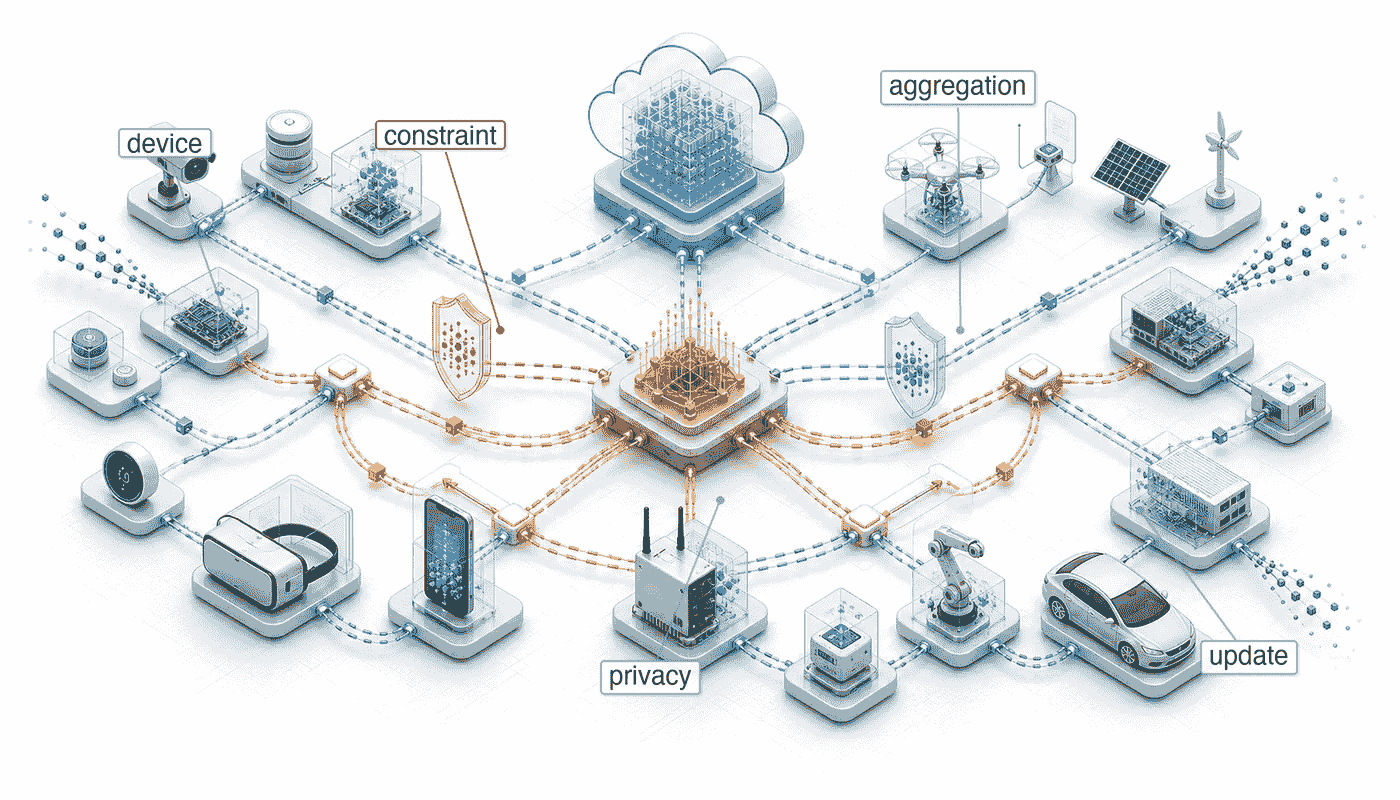 aggregation
constraint
device
update
privacy